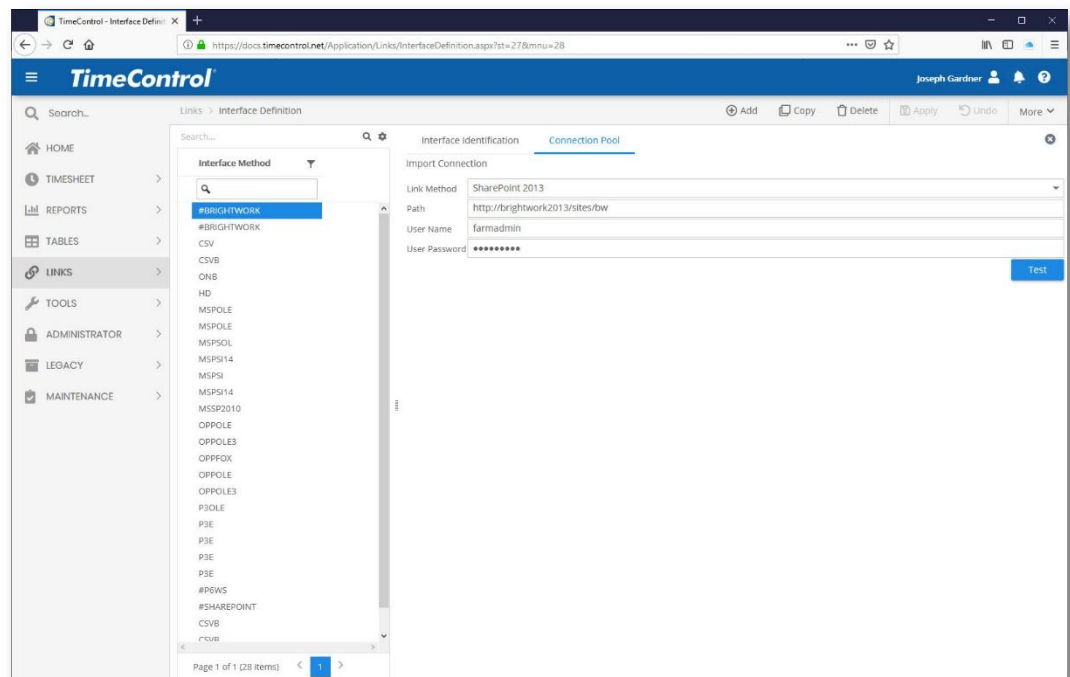 TimeControl - Interface Definit
https://docs.timecontrol.net/Application/Links/InterfaceDefinition.aspx?st=27&mnu=28
TimeControl
Joseph Gardner
Search...
Links > Interface Definition
Add Copy Delete Apply Undo More
HOME
TIMESHEET
REPORTS
TABLES
LINKS
TOOLS
ADMINISTRATOR
LEGACY
MAINTENANCE
Search...
Interface Method
#BRIGHTWORK
#BRIGHTWORK
CSV
CSVB
ONB
HD
MSPOLE
MSPOLE
MSPSOL
MSPSI14
MSPSI
MSPSI14
MSSP2010
OPPOLE
OPPOLE3
OPPFOX
OPPOLE
OPPOLE3
P3OLE
P3E
P3E
P3E
P3E
#P6WS
#SHAREPOINT
CSVB
CSVB
Page 1 of 1 (28 items) < 1 >
Interface Identification Connection Pool
Import Connection
Link Method SharePoint 2013
Path http://brightwork2013/sites/bw
User Name farmadmin
User Password •••••••••
Test